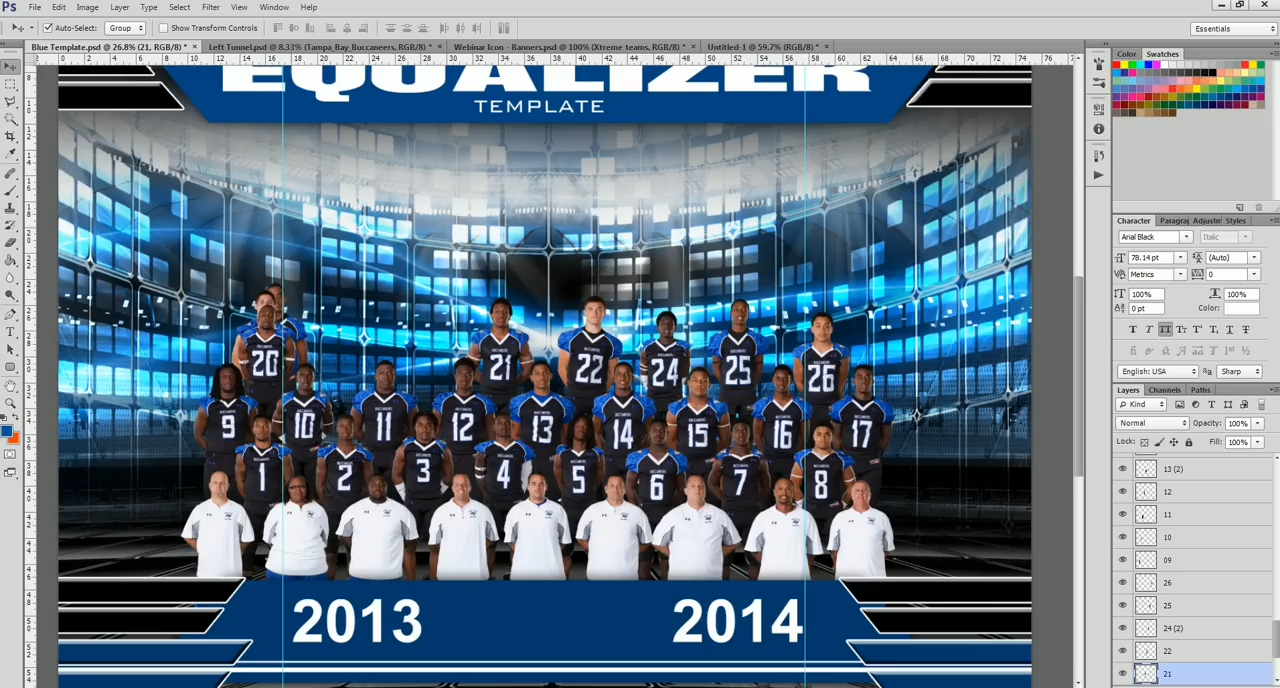 Ps File Edit Image Layer Type Select Filter View Window Help
Auto-Select: Group Show Transform Controls Essentials
Blue Template.psd @ 26.8% (21, RGB/8) * × Left Tunnel.psd @ 8.33% (Tampa_Bay_Buccaneers, RGB/8) * × Webinar Icon - Banners.psd @ 100% (Xtreme teams, RGB/8) * × Untitled-1 @ 59.7% (RGB/8) * ×
EQUALIZER
TEMPLATE
20 21 22 24 25 26
9 10 11 12 13 14 15 16 17
1 2 3 4 5 6 7 8
2013 2014
Color Swatches
Character Paragra Adjustm Styles
Arial Black Italic
78.14 pt (Auto)
Metrics 0
100% 100%
0 pt Color:
English: USA Sharp
Layers Channels Paths
Kind
Normal Opacity: 100%
Lock: Fill: 100%
13 (2)
12
11
10
09
26
25
24 (2)
22
21